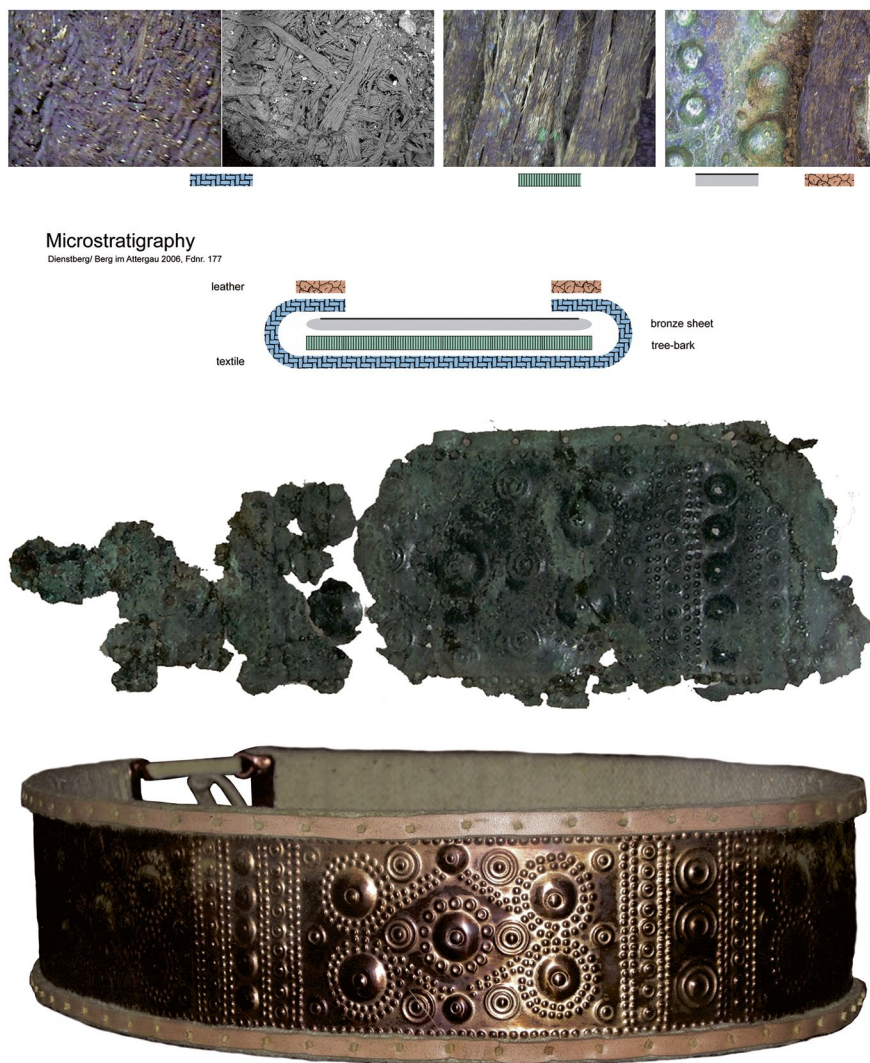 Microstratigraphy
Dienstberg/ Berg im Attergau 2006, Fdnr. 177
leather
bronze sheet
tree-bark
textile